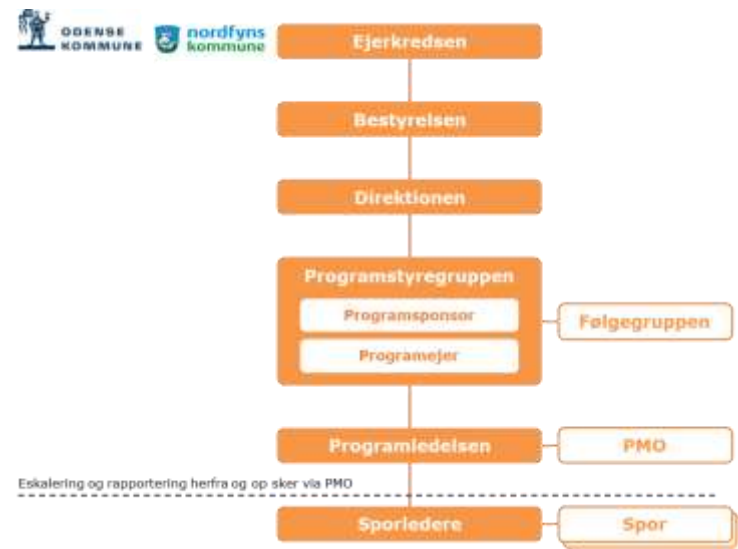 ODENSE
KOMMUNE
nordfyns
kommune
Ejerkredsen
Bestyrelsen
Direktionen
Programstyregruppen
Programsponsor
Programejer
Følgegruppen
Programledelsen
PMO
Eskalering og rapportering herfra og op sker via PMO
Sporledere
Spor